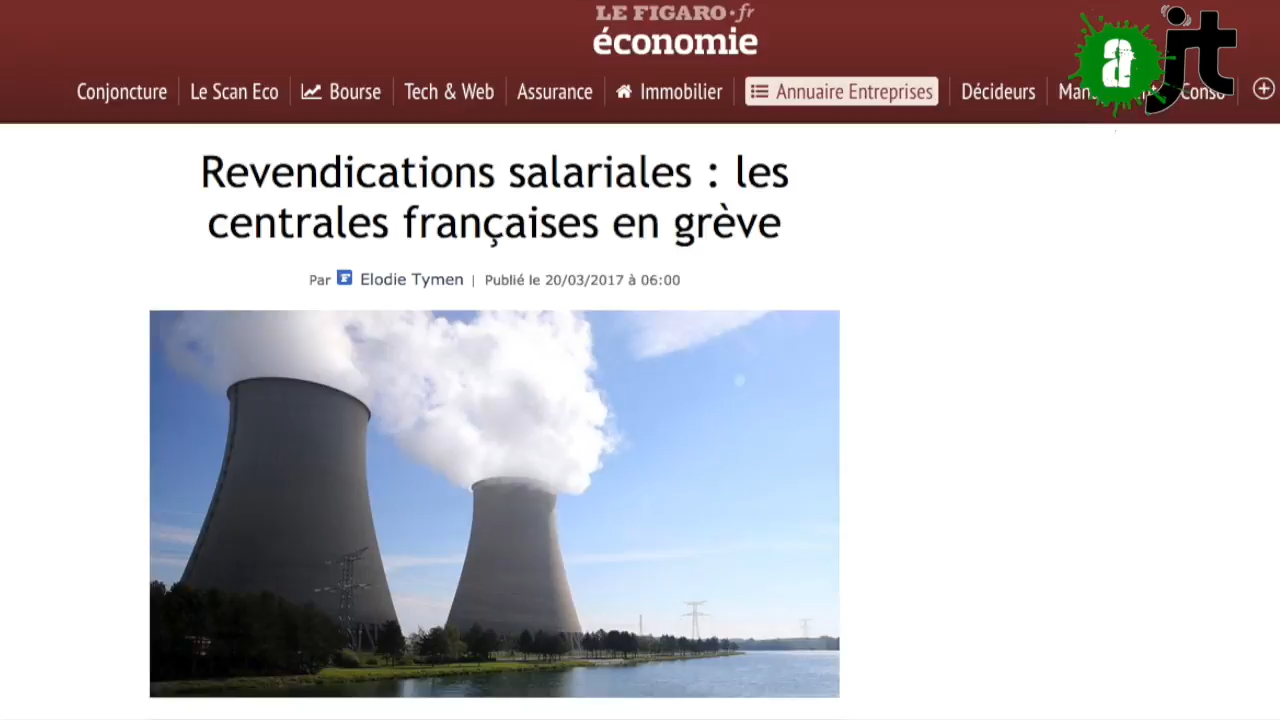 LE FIGARO·fr
économie
Conjoncture Le Scan Eco Bourse Tech & Web Assurance Immobilier Annuaire Entreprises Décideurs Conso
ajt
Revendications salariales : les
centrales françaises en grève
Par F Elodie Tymen | Publié le 20/03/2017 à 06:00